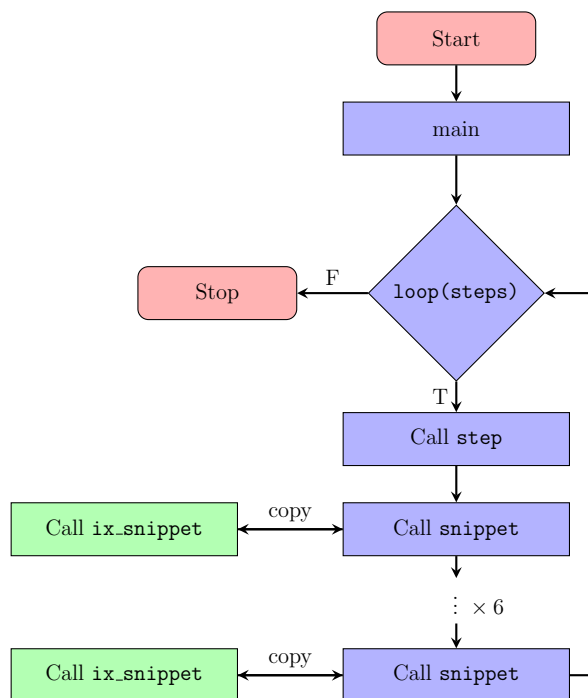 Start
main
loop(steps)
F
Stop
T
Call step
Call ix_snippet
copy
Call snippet
⋮ × 6
Call ix_snippet
copy
Call snippet